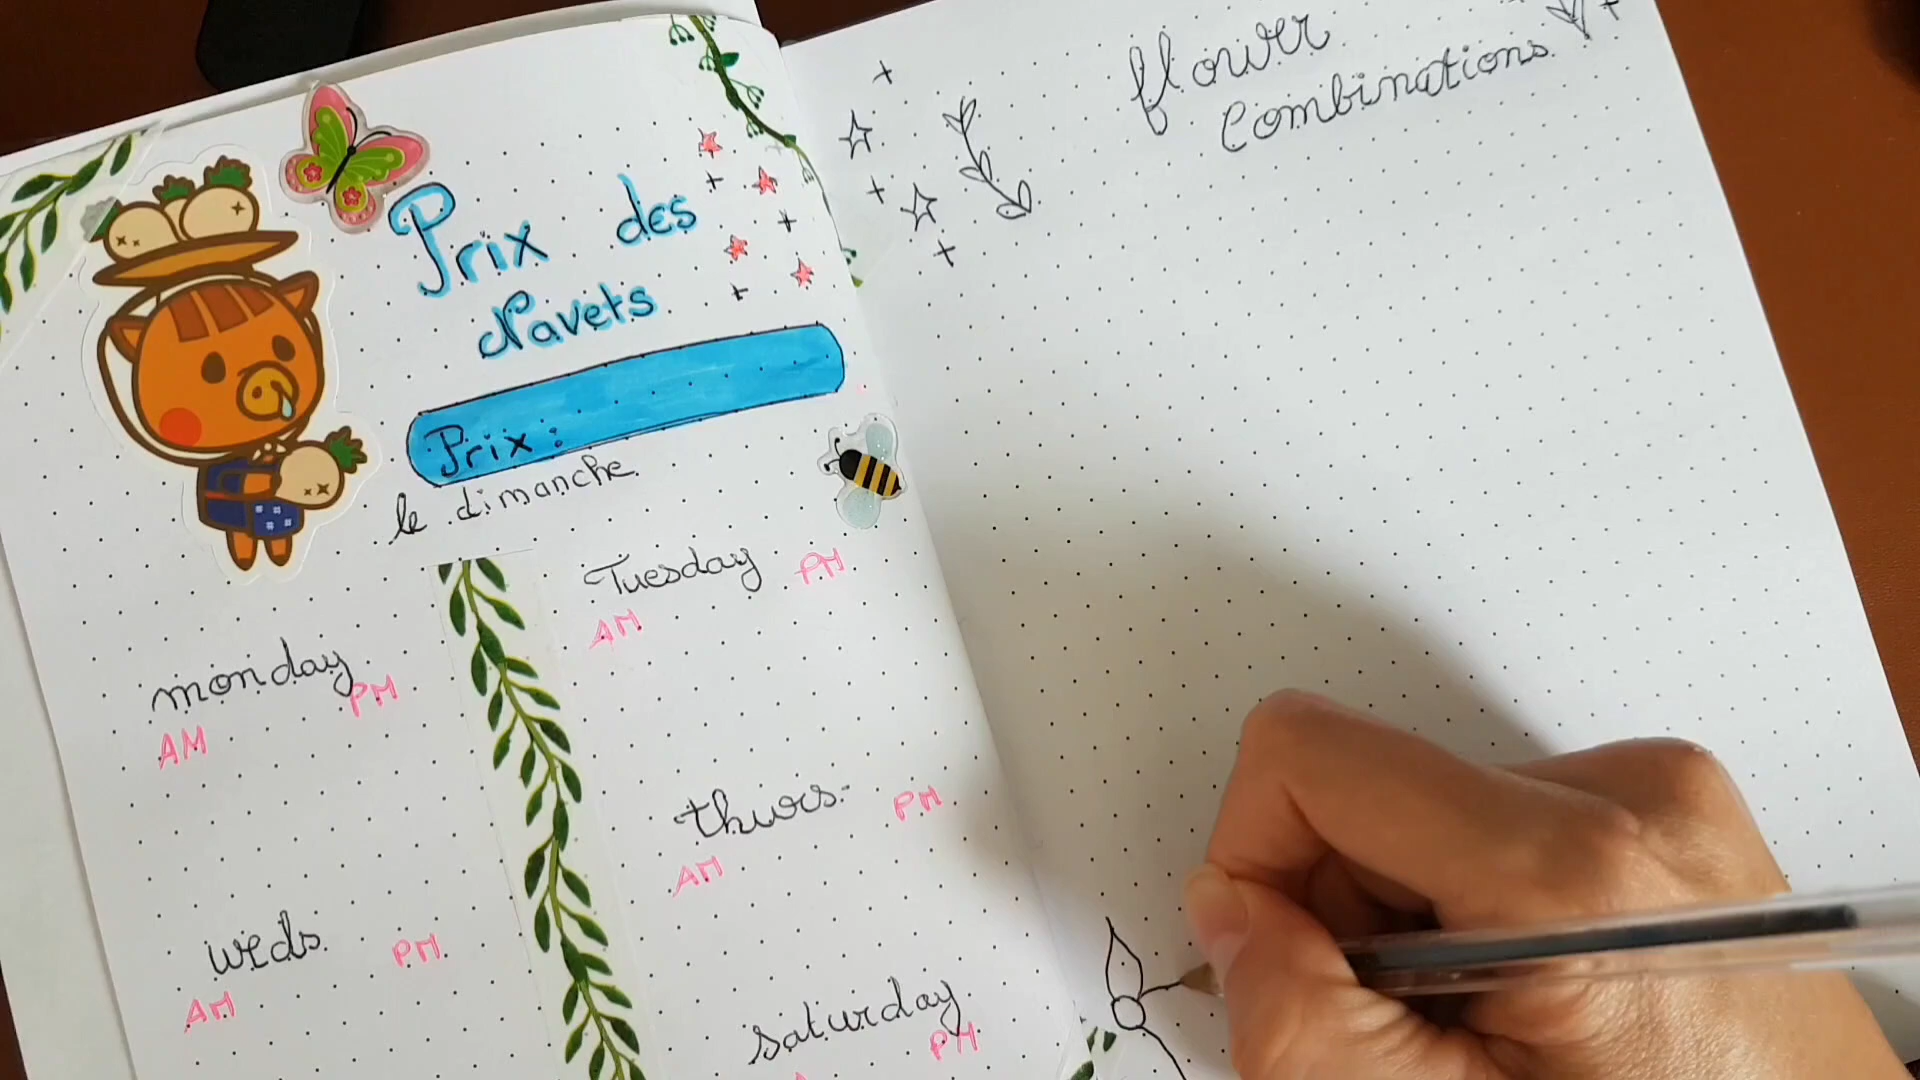 Prix des
Navets
Prix :
le dimanche
monday
AM PM
Tuesday PM
AM
weds. PM
AM
thurs. PM
AM
saturday
PM
flower
Combinations